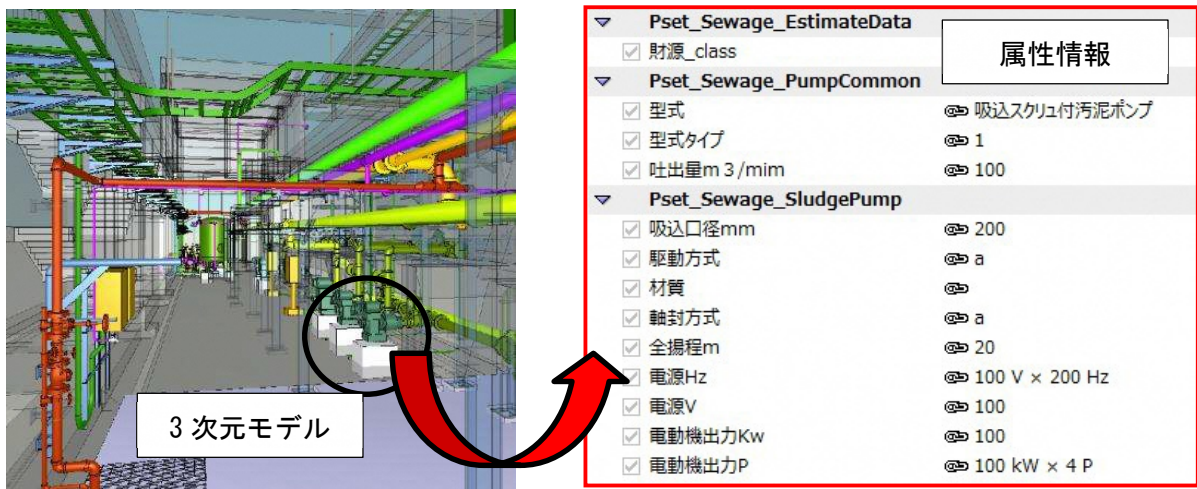 3次元モデル
属性情報
Pset_Sewage_EstimateData
財源_class
Pset_Sewage_PumpCommon
型式 吸込スクリュ付汚泥ポンプ
型式タイプ 1
吐出量m3/mim 100
Pset_Sewage_SludgePump
吸込口径mm 200
駆動方式 a
材質
軸封方式 a
全揚程m 20
電源Hz 100 V × 200 Hz
電源V 100
電動機出力Kw 100
電動機出力P 100 kW × 4 P